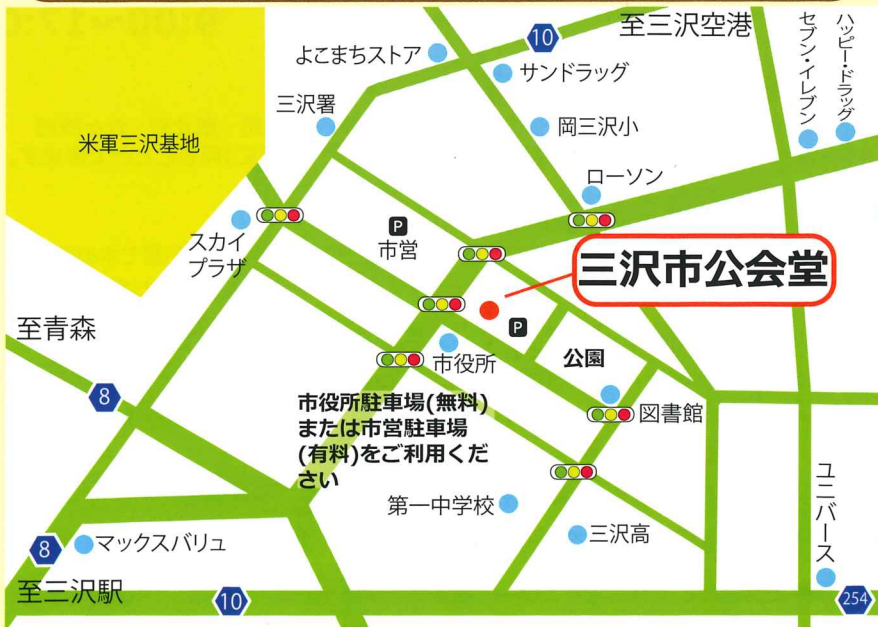 至三沢空港
10
よこまちストア
サンドラッグ
セブン・イレブン
ハッピー・ドラッグ
三沢署
岡三沢小
米軍三沢基地
ローソン
P
市営
スカイ
プラザ
三沢市公会堂
至青森
P
市役所
公園
8
市役所駐車場(無料)
または市営駐車場
(有料)をご利用くだ
さい
図書館
第一中学校
三沢高
ユニバース
8
マックスバリュ
至三沢駅
10
254